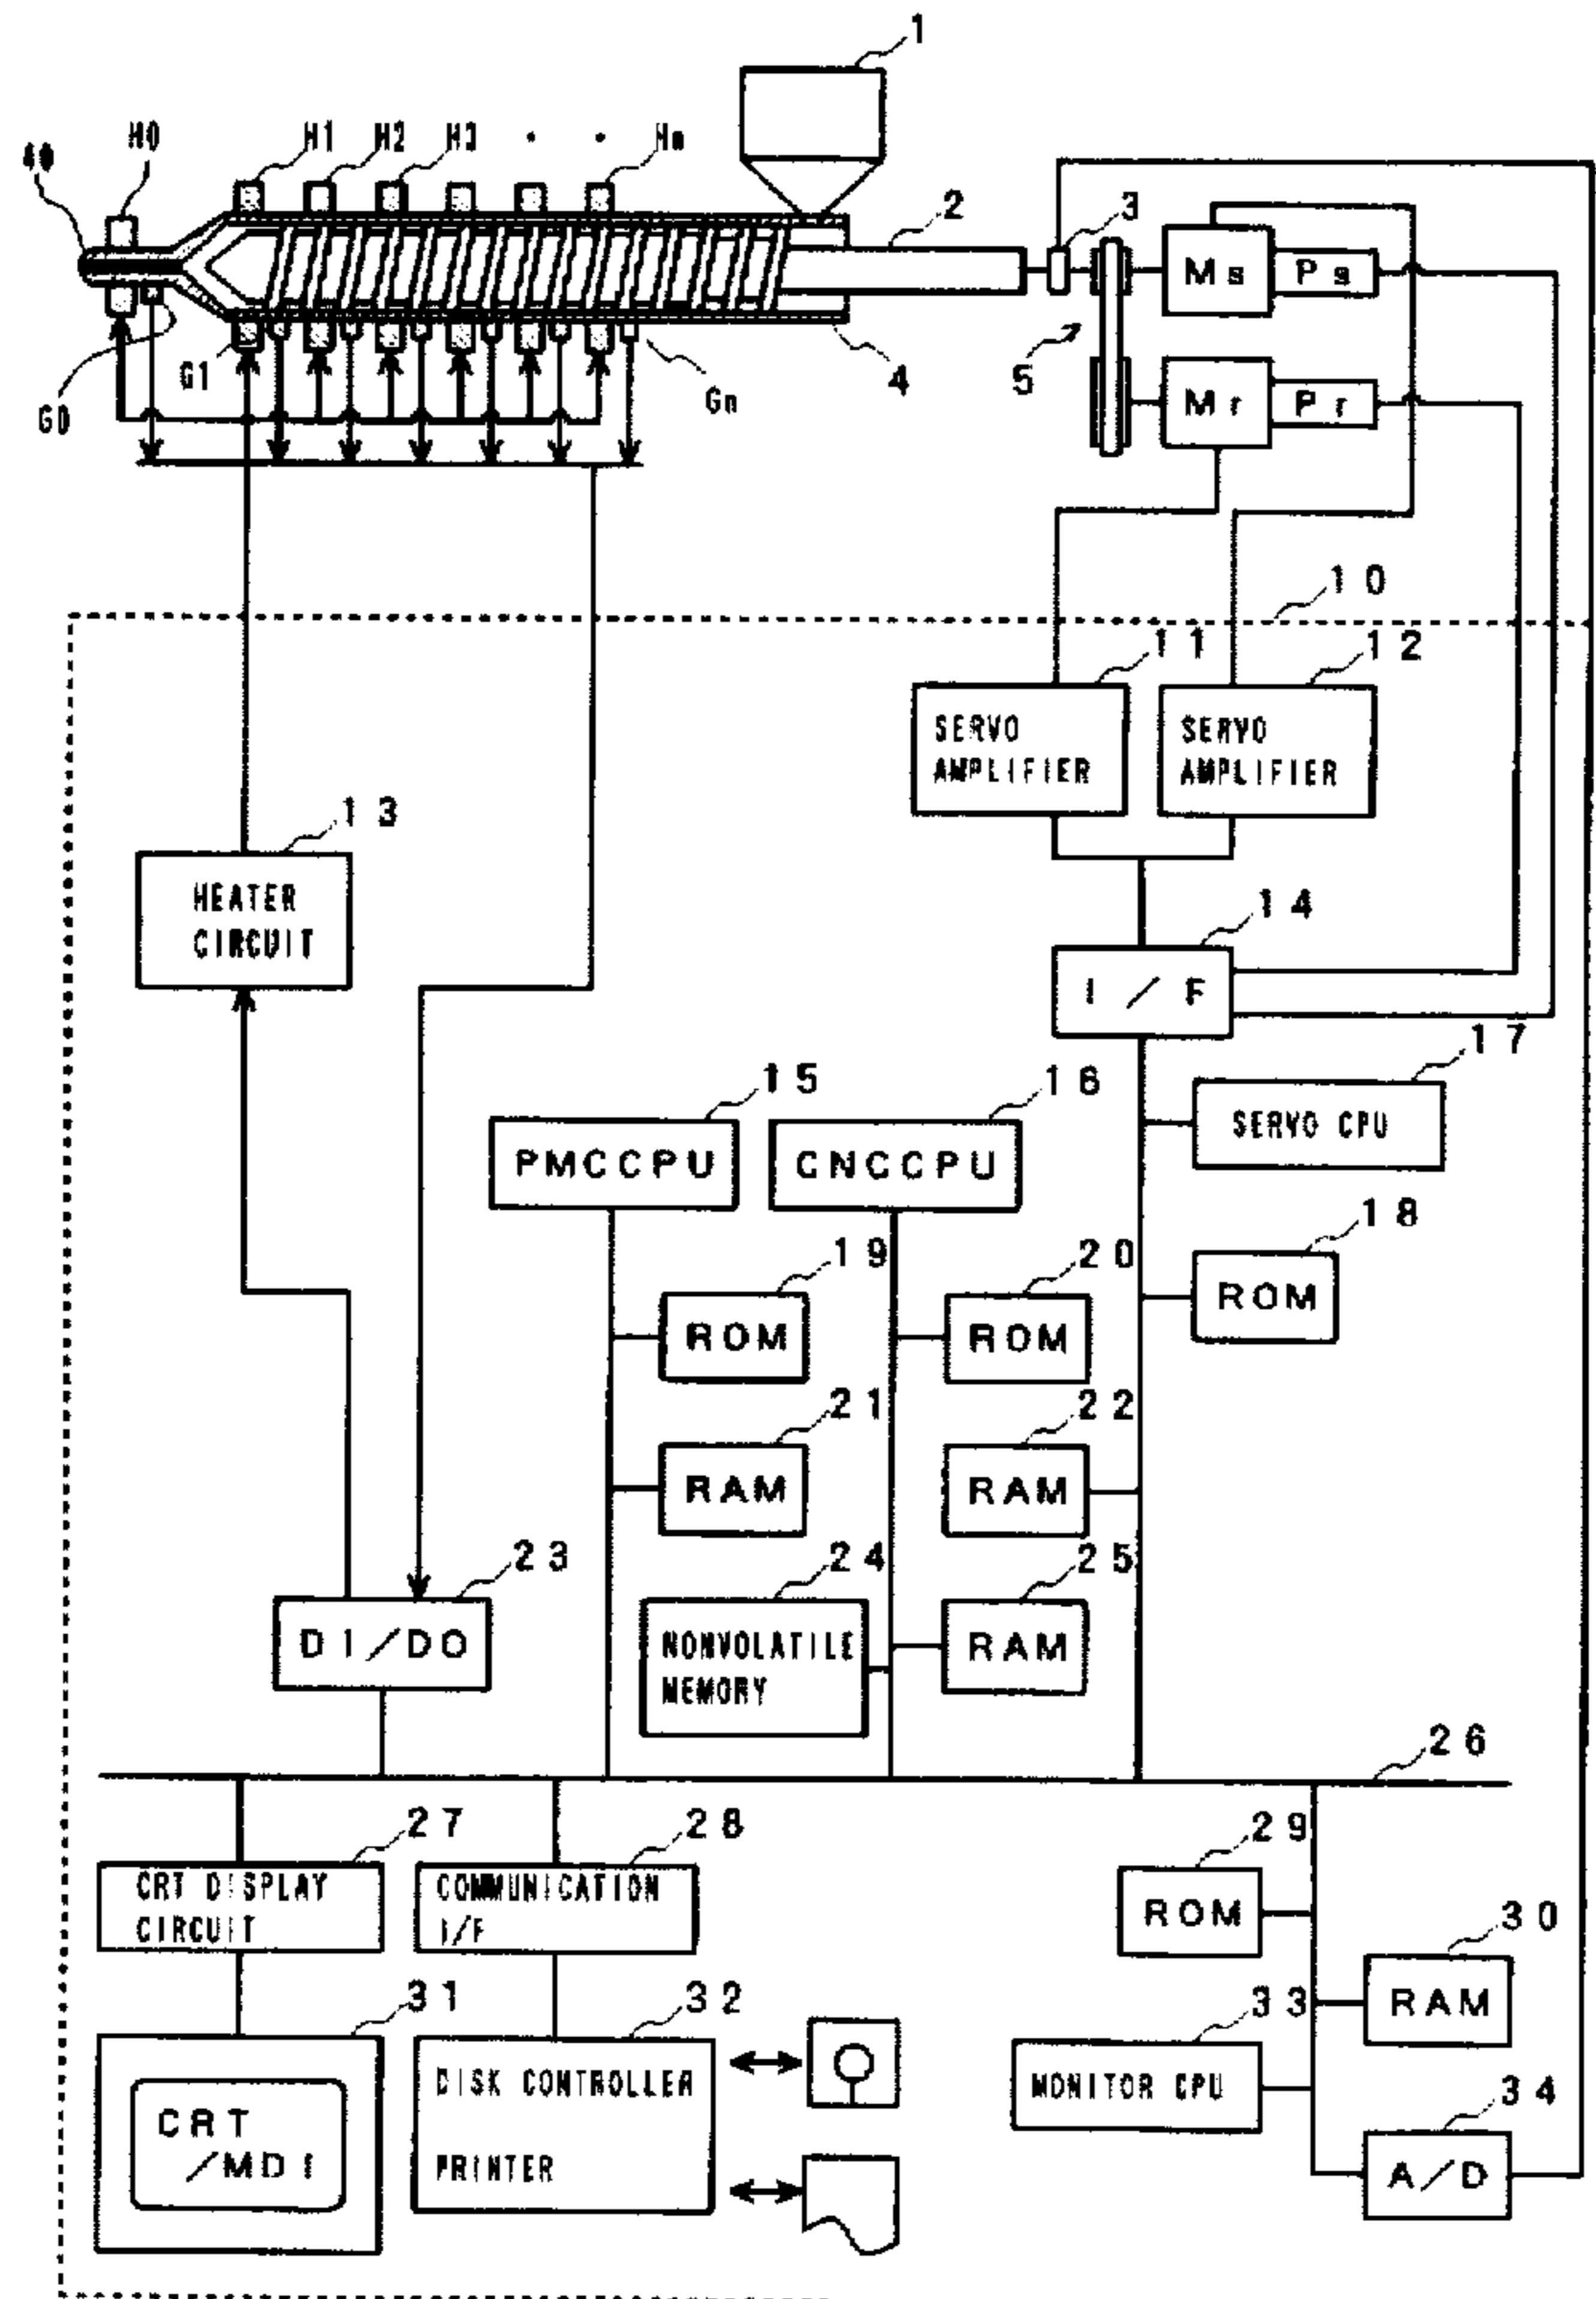 1
H0
H1 H2 H3 · · Hn
40
2 3
Ms Ps
G1
G0
Gn
4
5
Mr Pr
10
11
12
SERVO
AMPLIFIER
SERVO
AMPLIFIER
13
HEATER
CIRCUIT
14
I / F
17
15
16
SERVO CPU
PMCCPU
CNCCPU
18
19
20
ROM
ROM
ROM
21
22
RAM
RAM
23
24
25
DI/DO
NONVOLATILE
MEMORY
RAM
26
27
28
29
CRT DISPLAY
CIRCUIT
COMMUNICATION
I/F
ROM
30
31
32
33
RAM
DISK CONTROLLER
MONITOR CPU
34
CRT
/MDI
PRINTER
A/D